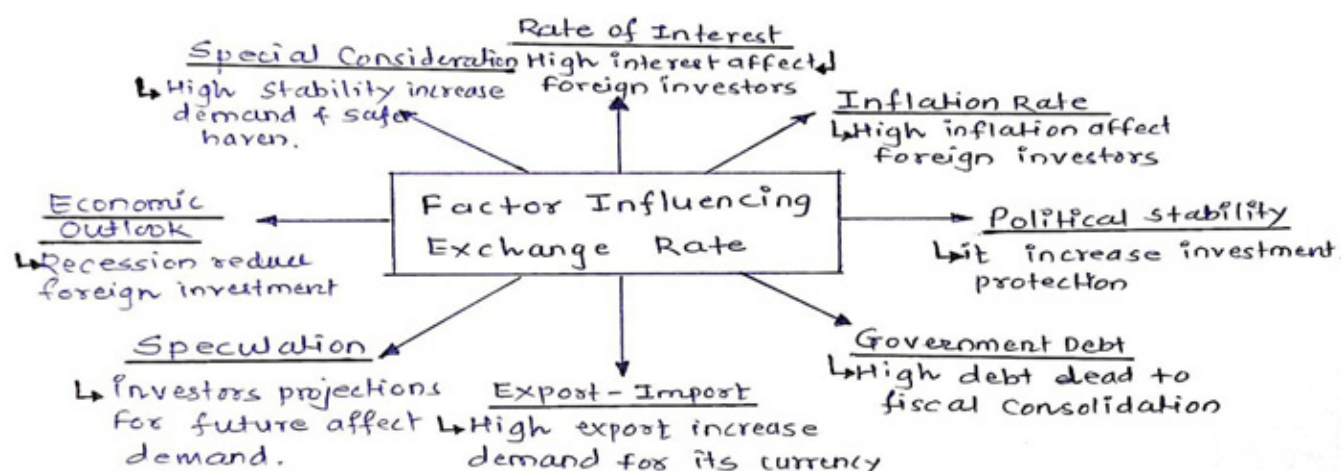 Rate of Interest
High interest affect
foreign investors
Special Consideration
↳ High stability increase
demand & safer
haven.
Inflation Rate
↳ High inflation affect
foreign investors
Factor Influencing
Exchange Rate
Economic
Outlook
↳ Recession reduce
foreign investment
Political Stability
↳ it increase investment
protection
Speculation
↳ investors projections
for future affect
demand.
Export - Import
↳ High export increase
demand for its currency
Government Debt
↳ High debt lead to
fiscal consolidation